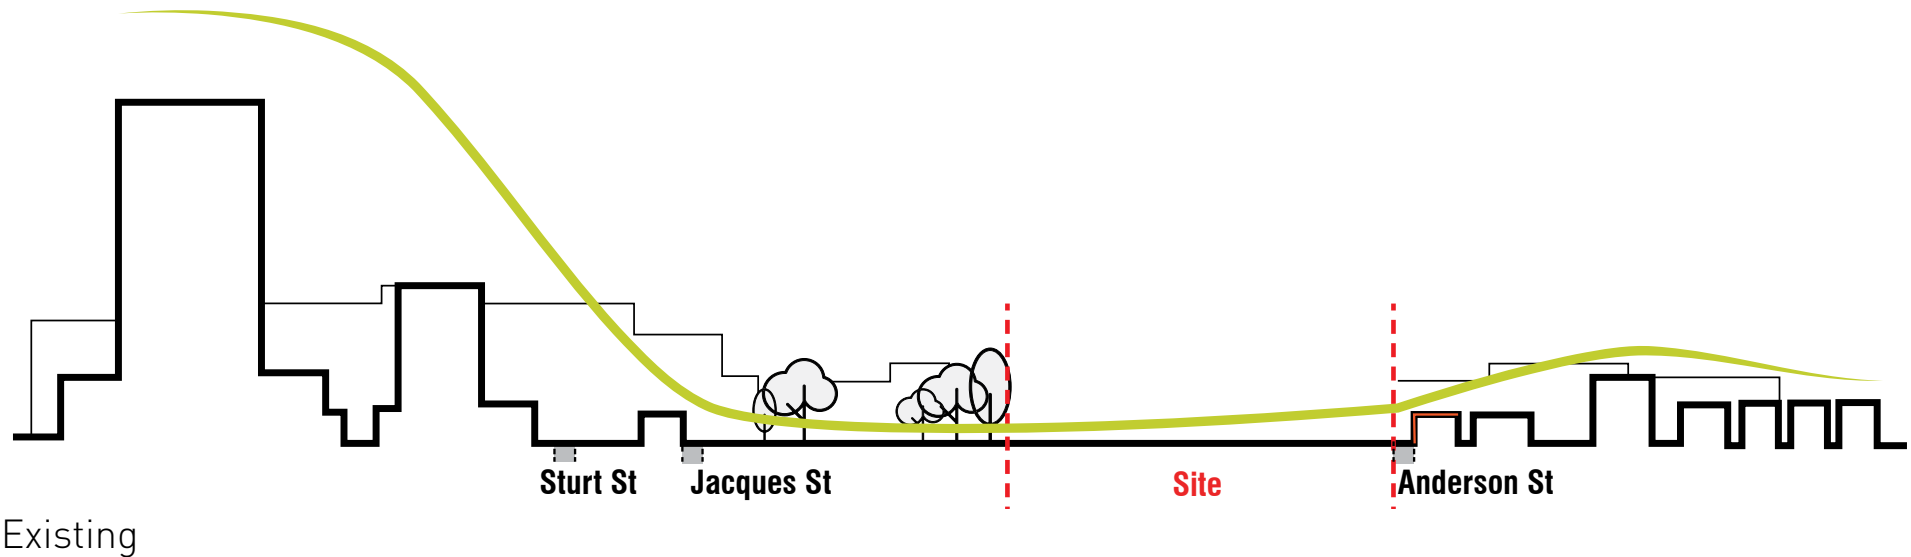 Sturt St
Jacques St
Site
Anderson St
Existing